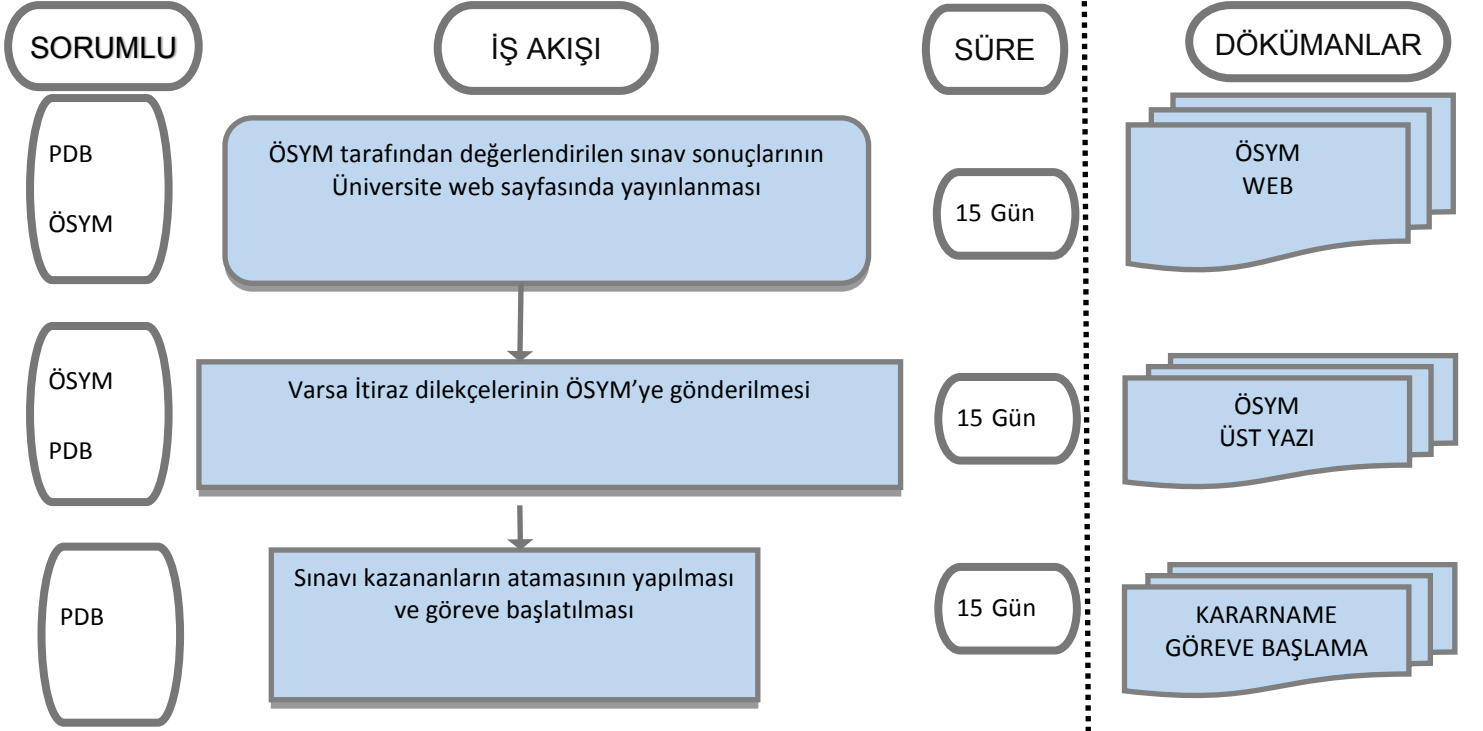 SORUMLU
İŞ AKIŞI
SÜRE
DÖKÜMANLAR
PDB
ÖSYM
ÖSYM tarafından değerlendirilen sınav sonuçlarının
Üniversite web sayfasında yayınlanması
15 Gün
ÖSYM
WEB
ÖSYM
PDB
Varsa İtiraz dilekçelerinin ÖSYM’ye gönderilmesi
15 Gün
ÖSYM
ÜST YAZI
PDB
Sınavı kazananların atamasının yapılması
ve göreve başlatılması
15 Gün
KARARNAME
GÖREVE BAŞLAMA